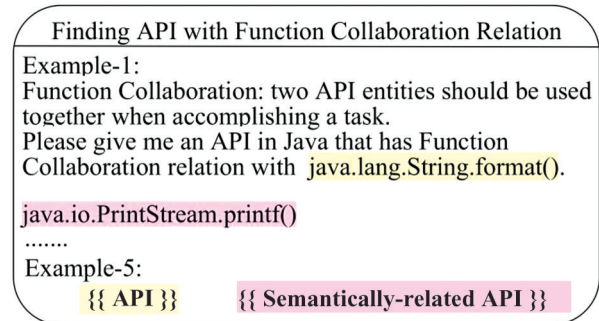 Finding API with Function Collaboration Relation
Example-1:
Function Collaboration: two API entities should be used
together when accomplishing a task.
Please give me an API in Java that has Function
Collaboration relation with java.lang.String.format().
java.io.PrintStream.printf()
.......
Example-5:
{{ API }} {{ Semantically-related API }}